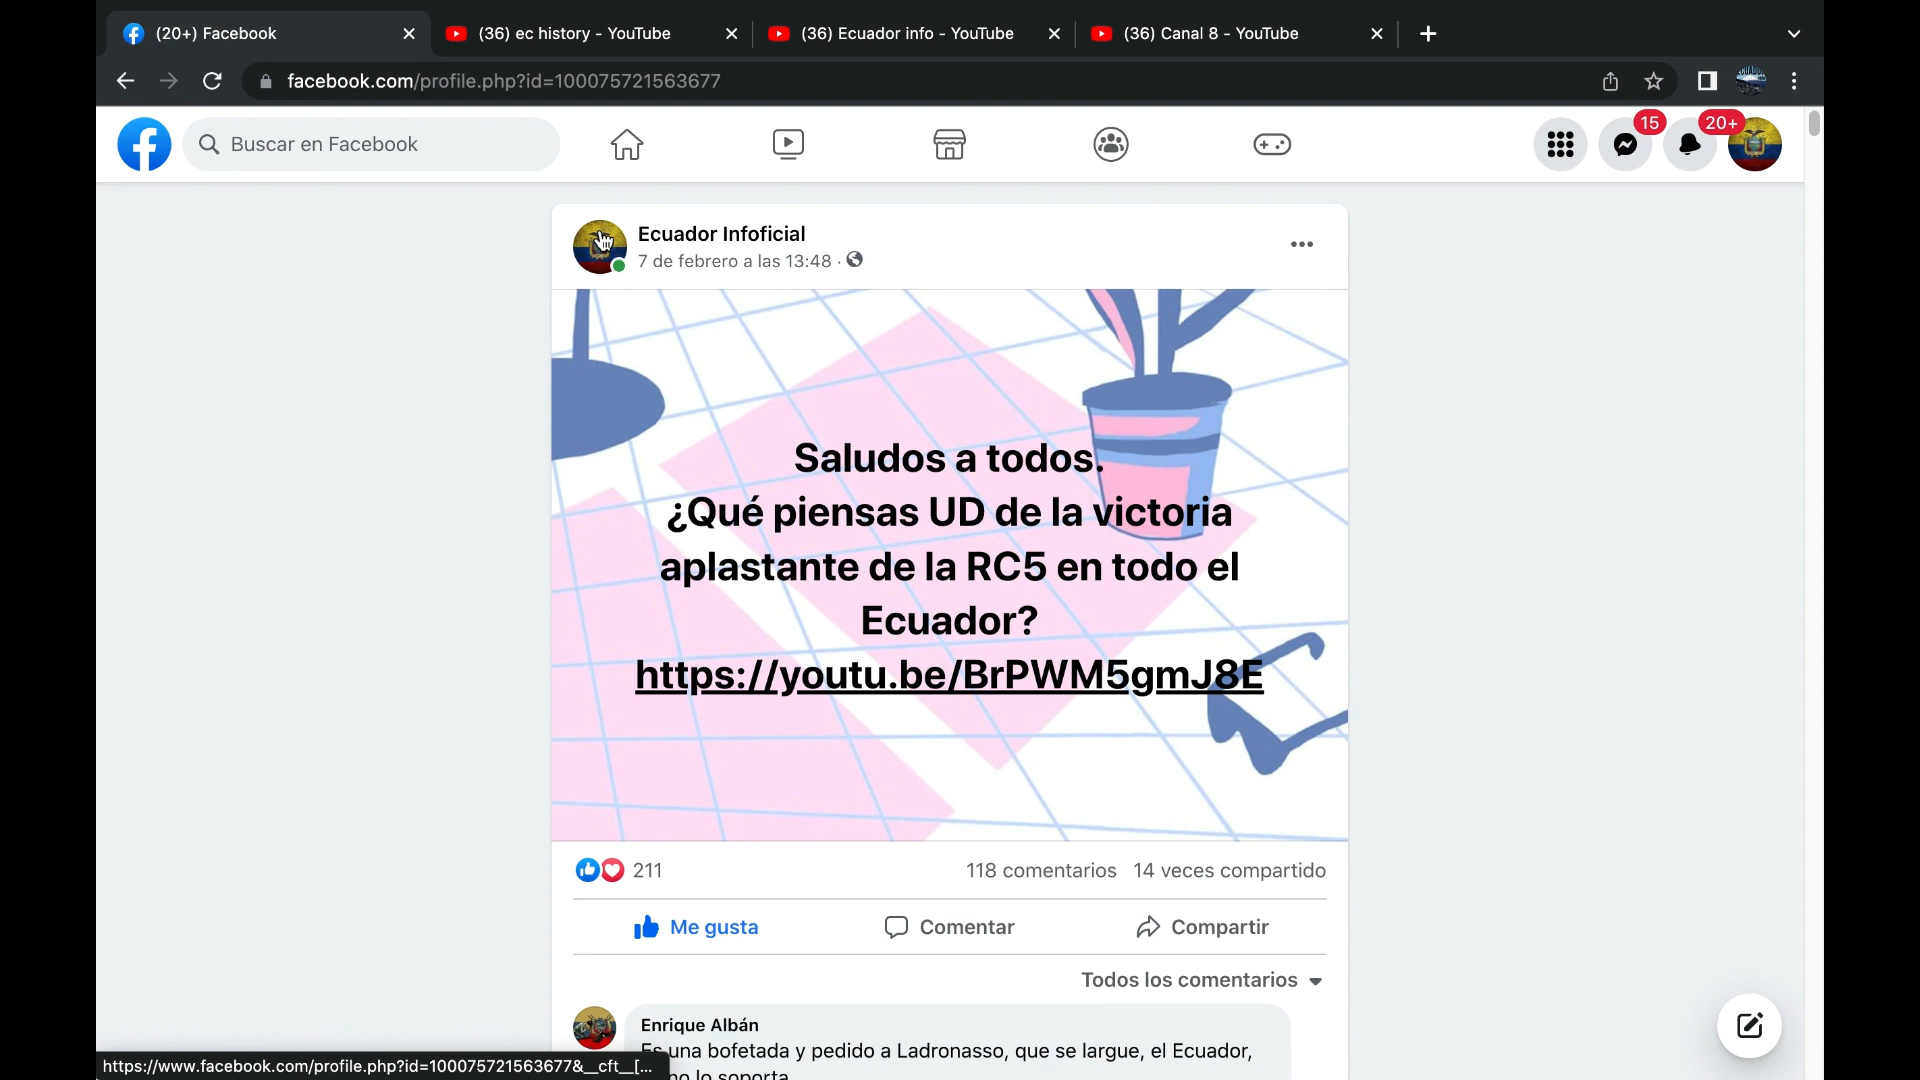 (20+) Facebook
(36) ec history - YouTube
(36) Ecuador info - YouTube
(36) Canal 8 - YouTube
facebook.com/profile.php?id=100075721563677
Buscar en Facebook
15
20+
Ecuador Infoficial
7 de febrero a las 13:48 ·
Saludos a todos.
¿Qué piensas UD de la victoria
aplastante de la RC5 en todo el
Ecuador?
https://youtu.be/BrPWM5gmJ8E
211
118 comentarios
14 veces compartido
Me gusta
Comentar
Compartir
Todos los comentarios
Enrique Albán
Es una bofetada y pedido a Ladronasso, que se largue, el Ecuador,
no lo soporta
https://www.facebook.com/profile.php?id=100075721563677&__cft__[...